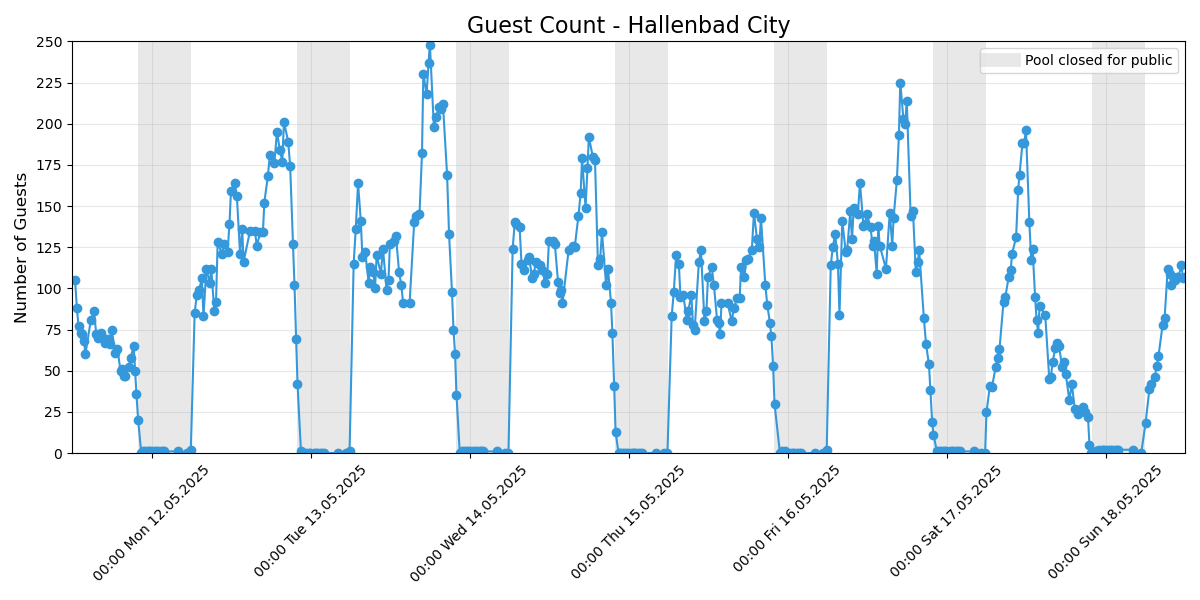 Guest Count - Hallenbad City
Pool closed for public
Number of Guests
250
225
200
175
150
125
100
75
50
25
0
00:00 Mon 12.05.2025
00:00 Tue 13.05.2025
00:00 Wed 14.05.2025
00:00 Thu 15.05.2025
00:00 Fri 16.05.2025
00:00 Sat 17.05.2025
00:00 Sun 18.05.2025